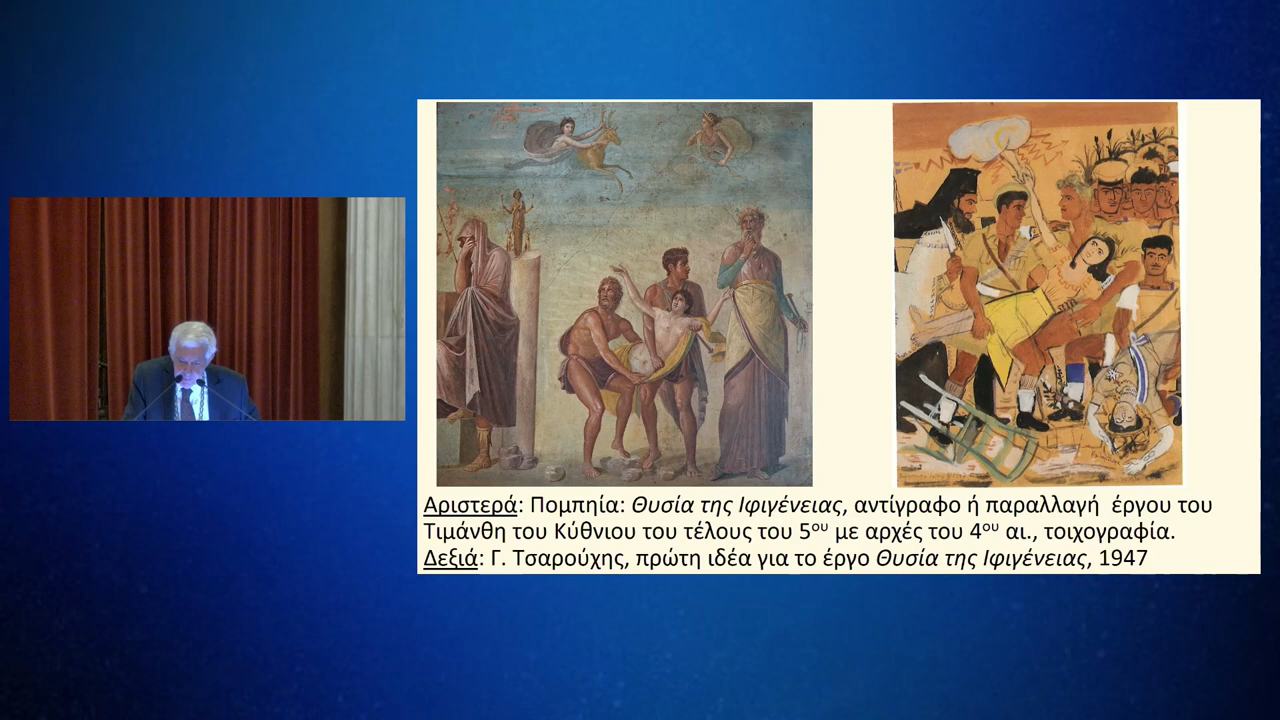 Αριστερά: Πομπηία: Θυσία της Ιφιγένειας, αντίγραφο ή παραλλαγή έργου του
Τιμάνθη του Κύθνιου του τέλους του 5ου με αρχές του 4ου αι., τοιχογραφία.
Δεξιά: Γ. Τσαρούχης, πρώτη ιδέα για το έργο Θυσία της Ιφιγένειας, 1947